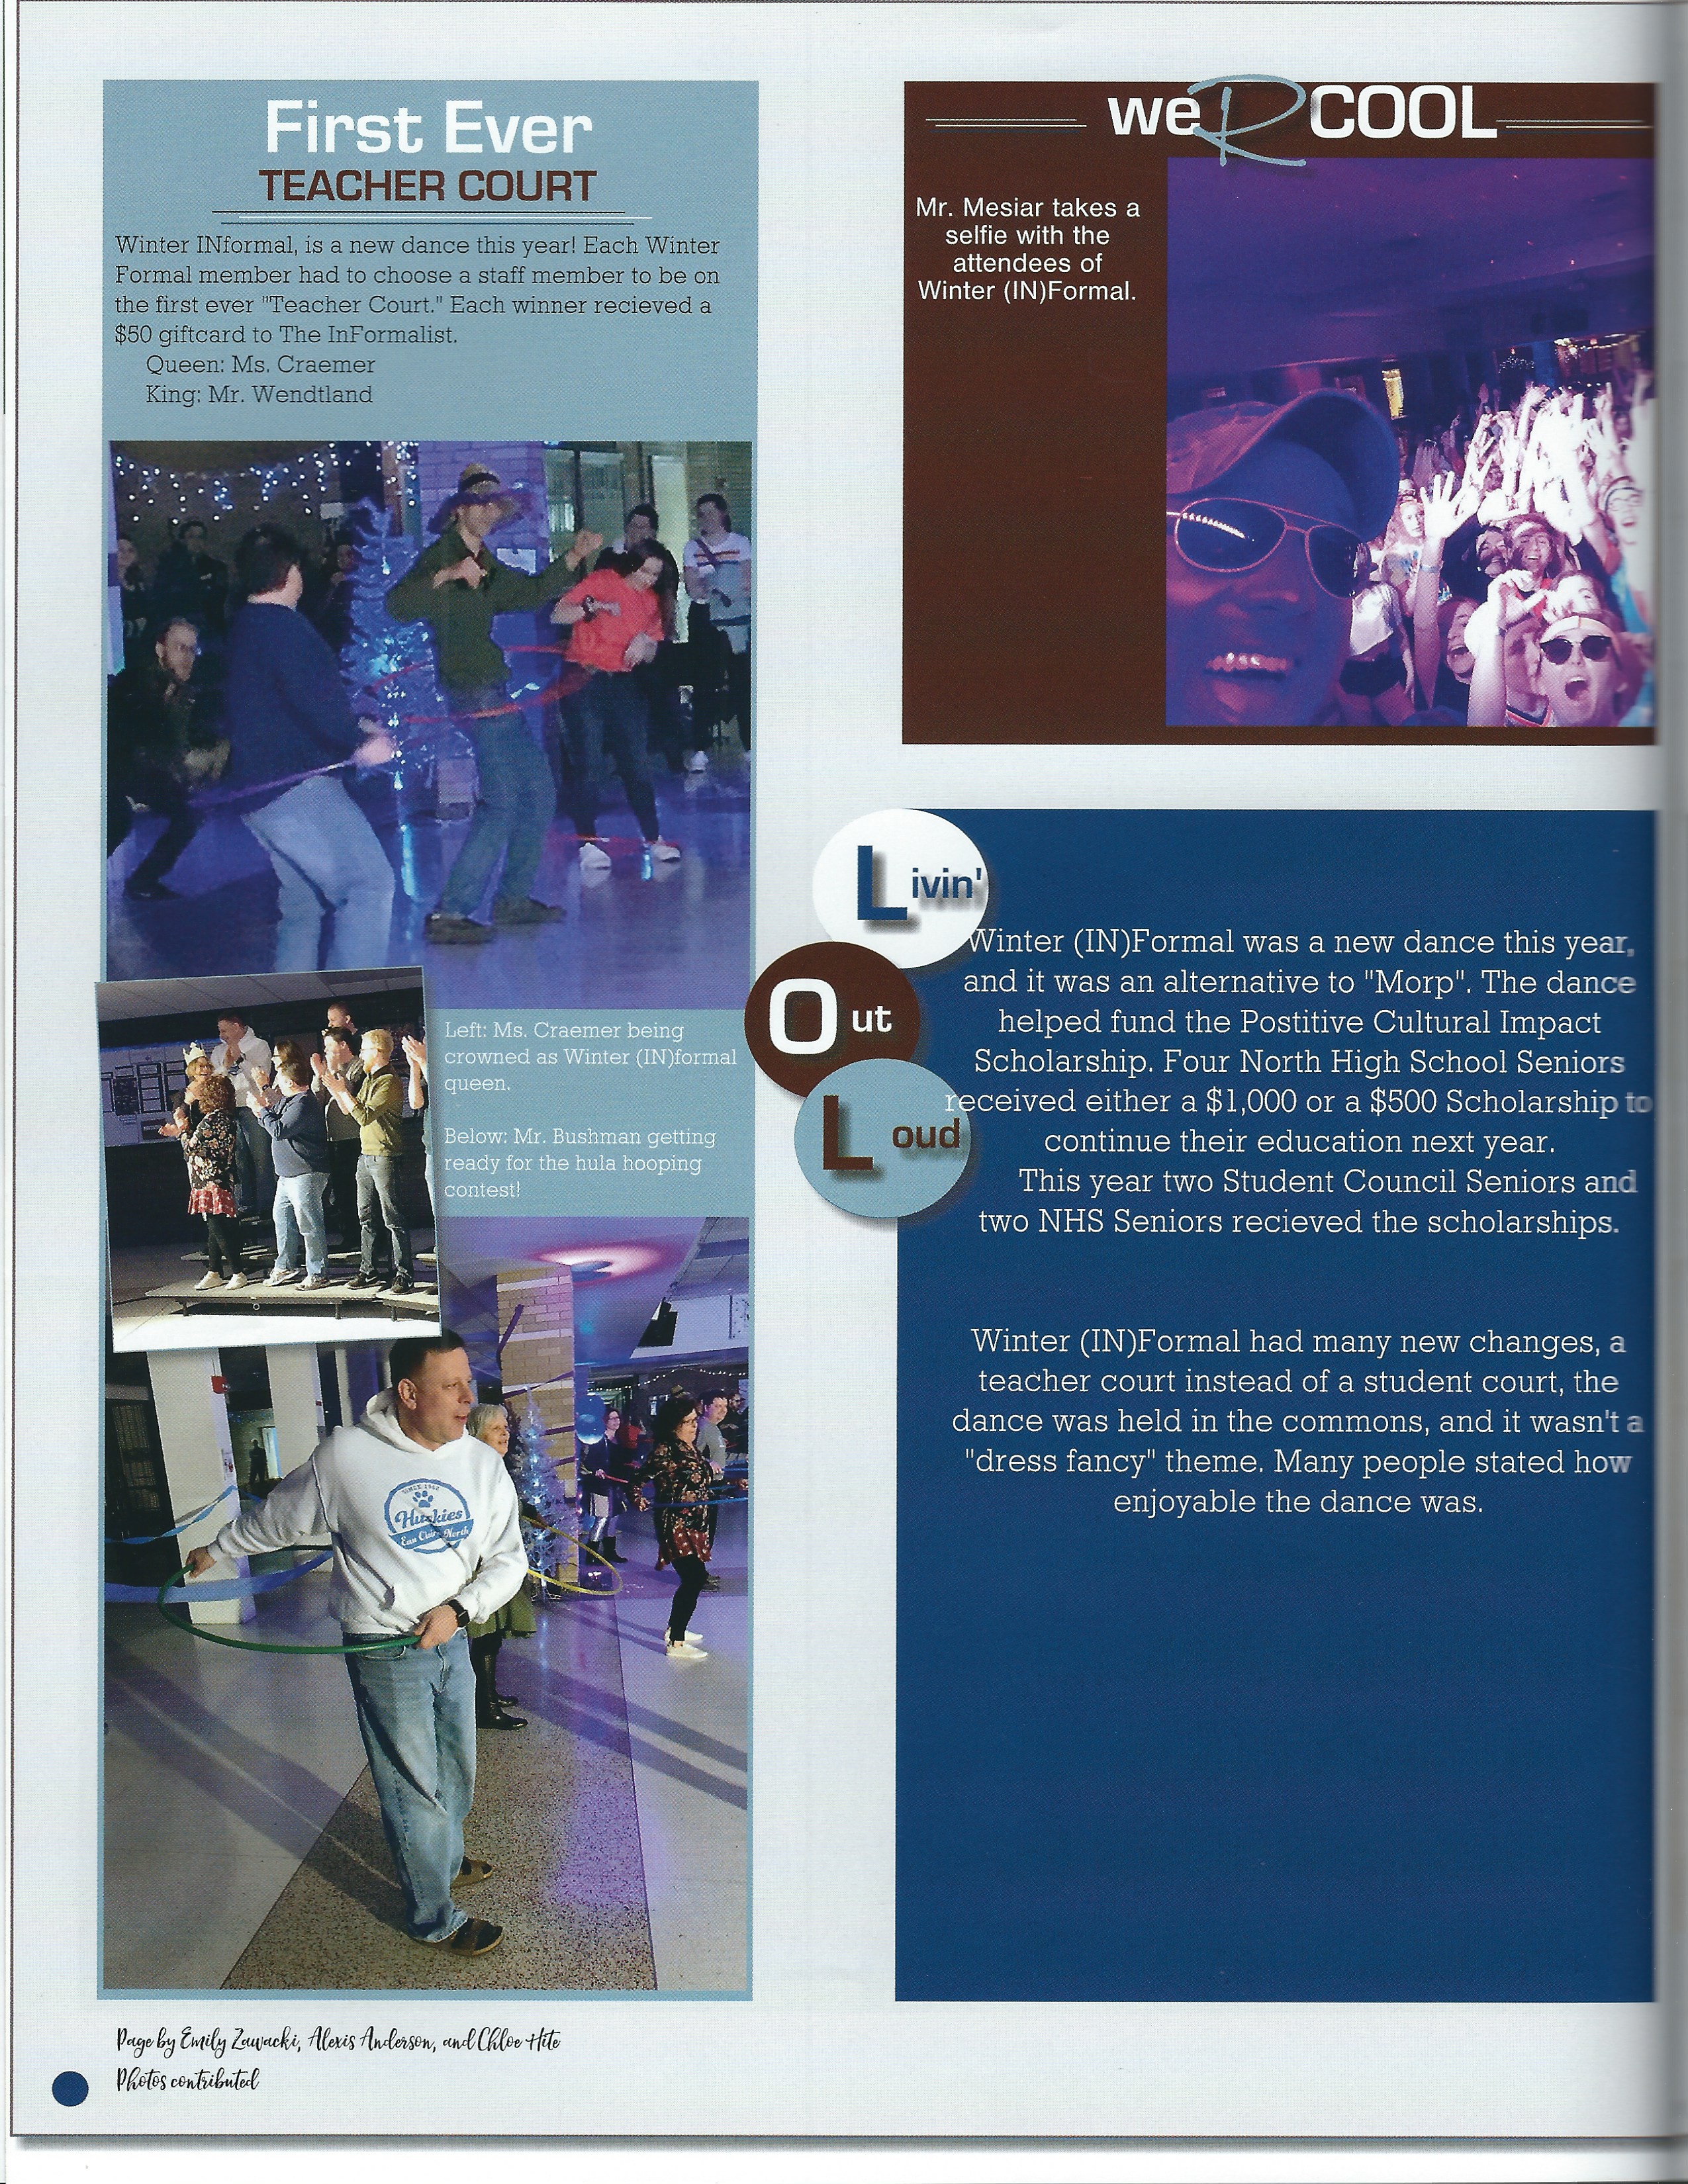 First Ever
TEACHER COURT
Winter INformal, is a new dance this year! Each Winter
Formal member had to choose a staff member to be on
the first ever "Teacher Court." Each winner recieved a
$50 giftcard to The InFormalist.
Queen: Ms. Craemer
King: Mr. Wendtland
Left: Ms. Craemer being
crowned as Winter (IN)formal
queen.
Below: Mr. Bushman getting
ready for the hula hooping
contest!
SINCE 1962
Huskies
Eau Claire North
we R COOL
Mr. Mesiar takes a
selfie with the
attendees of
Winter (IN)Formal.
Livin'
Out
Loud
Winter (IN)Formal was a new dance this year,
and it was an alternative to "Morp". The dance
helped fund the Postitive Cultural Impact
Scholarship. Four North High School Seniors
received either a $1,000 or a $500 Scholarship to
continue their education next year.
This year two Student Council Seniors and
two NHS Seniors recieved the scholarships.
Winter (IN)Formal had many new changes, a
teacher court instead of a student court, the
dance was held in the commons, and it wasn't a
"dress fancy" theme. Many people stated how
enjoyable the dance was.
Page by Emily Zawacki, Alexis Anderson, and Chloe Hite
Photos contributed